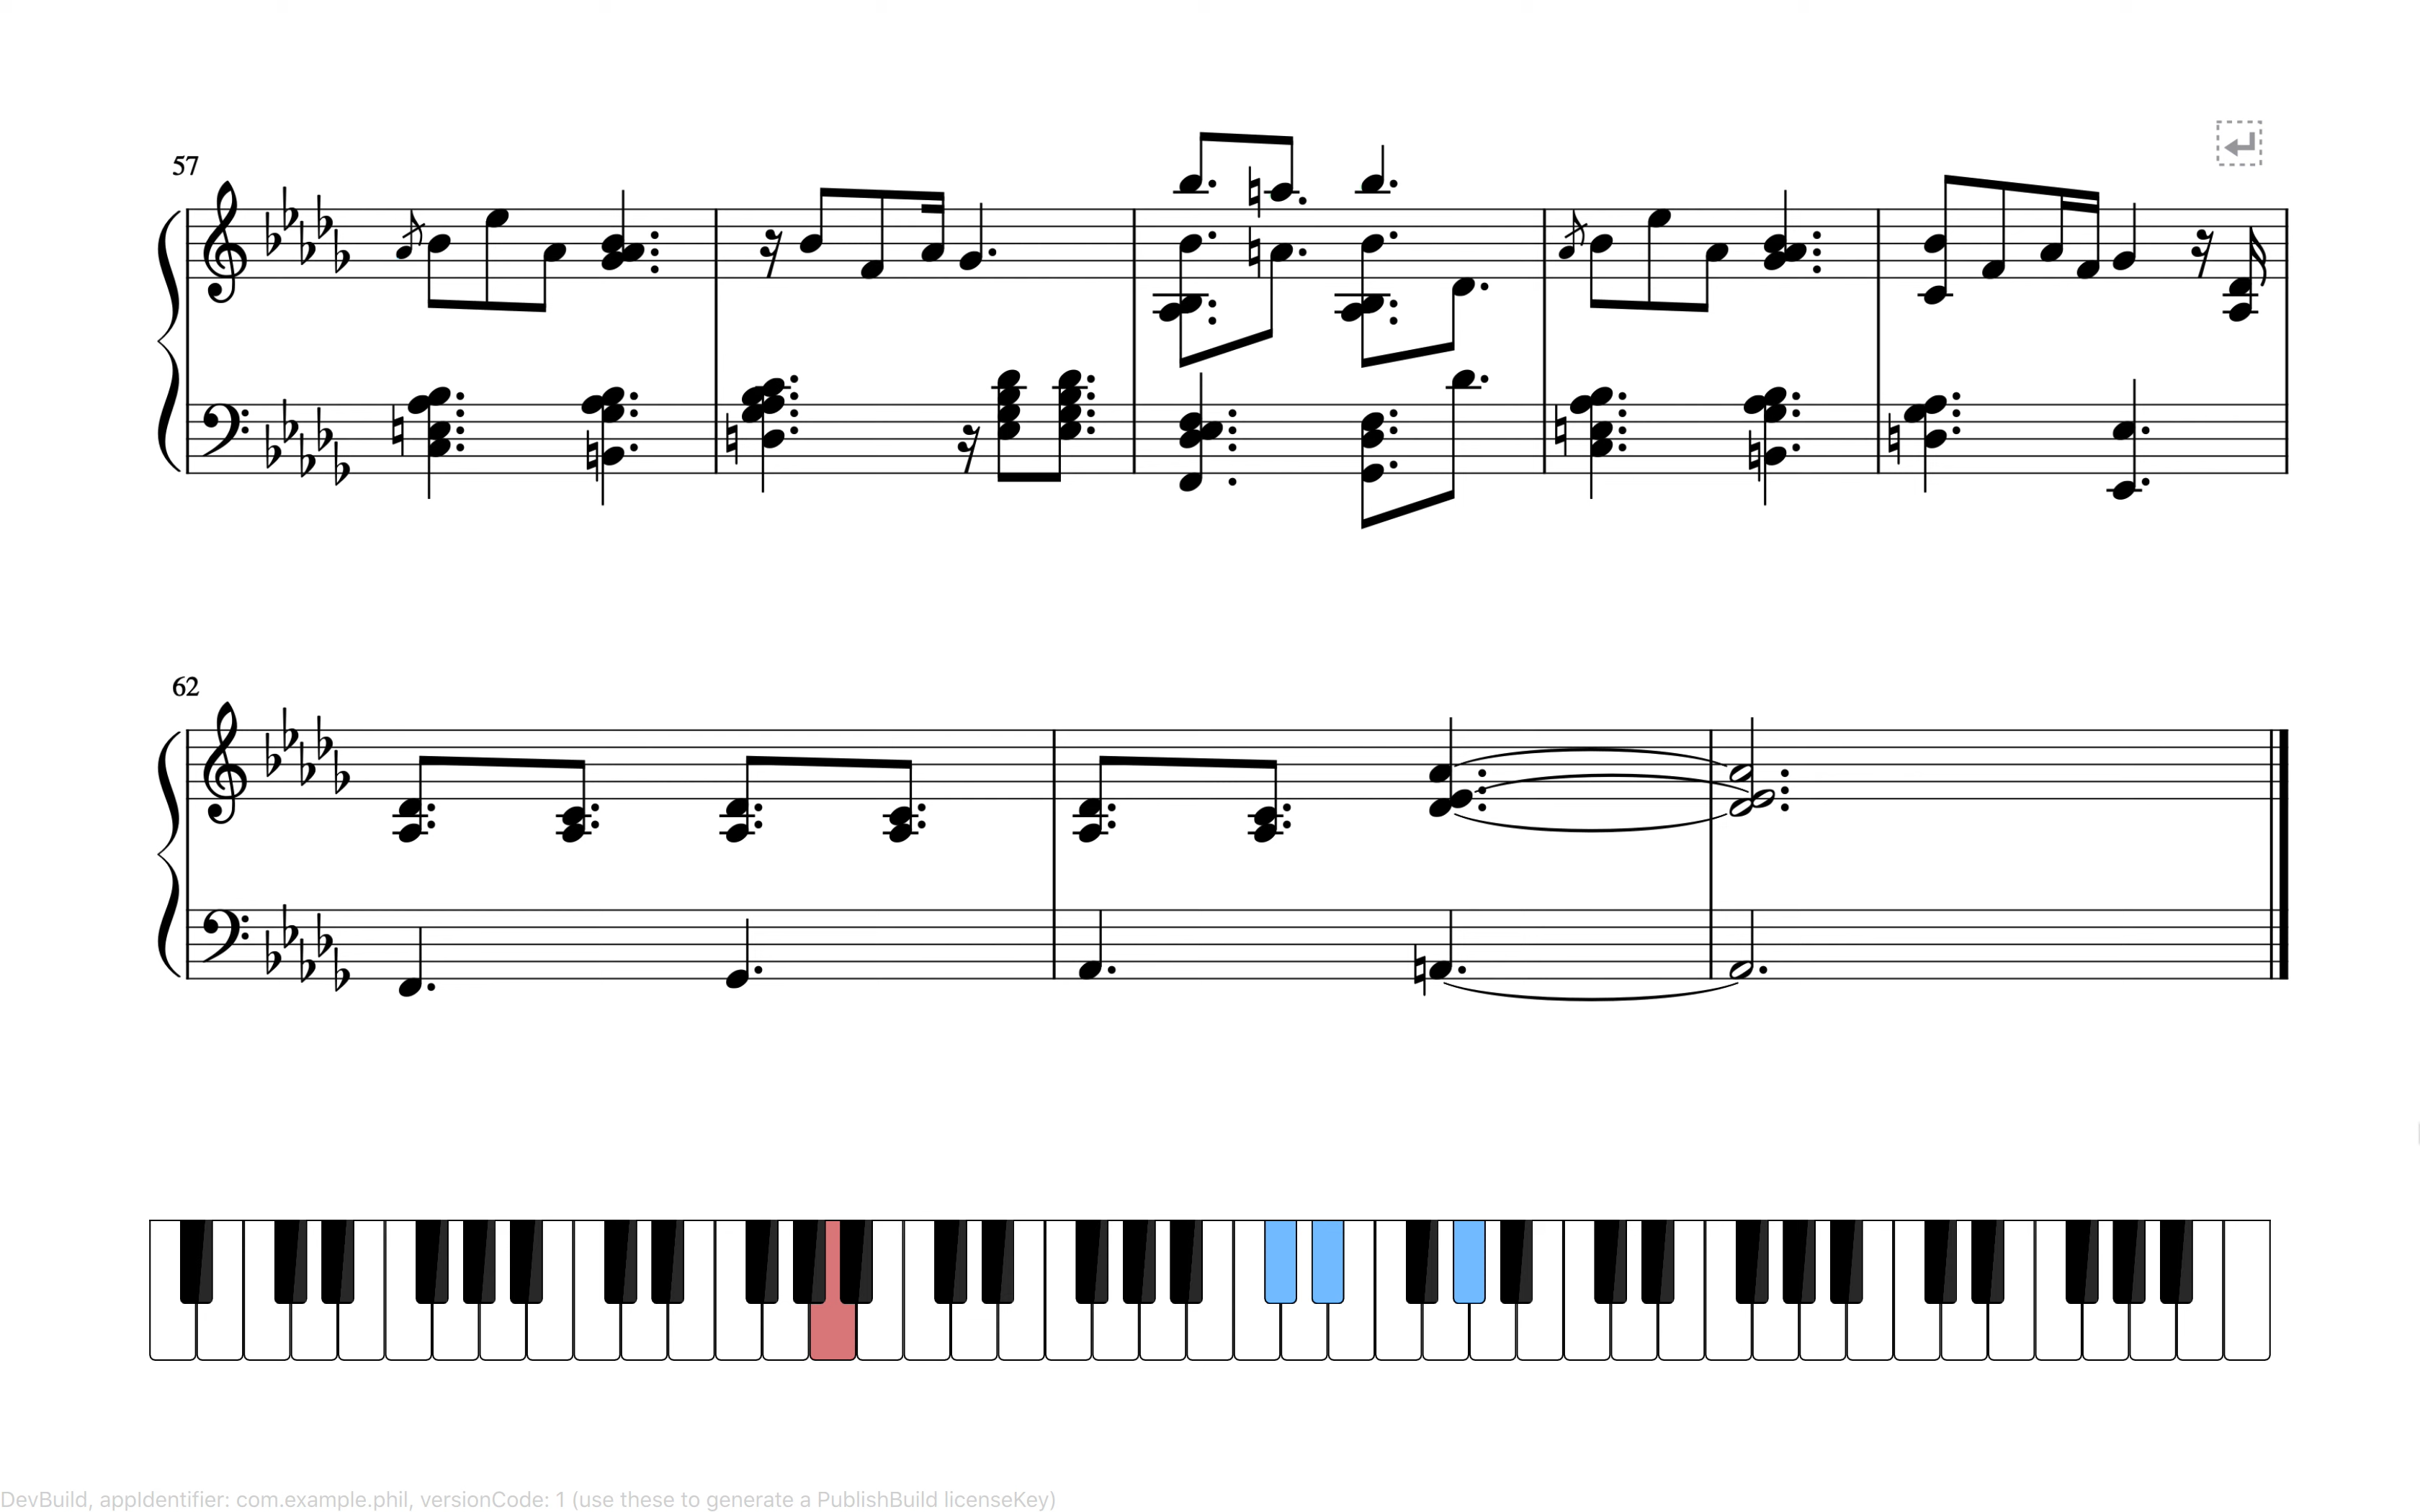 57
62
DevBuild, appIdentifier: com.example.phil, versionCode: 1 (use these to generate a PublishBuild licenseKey)